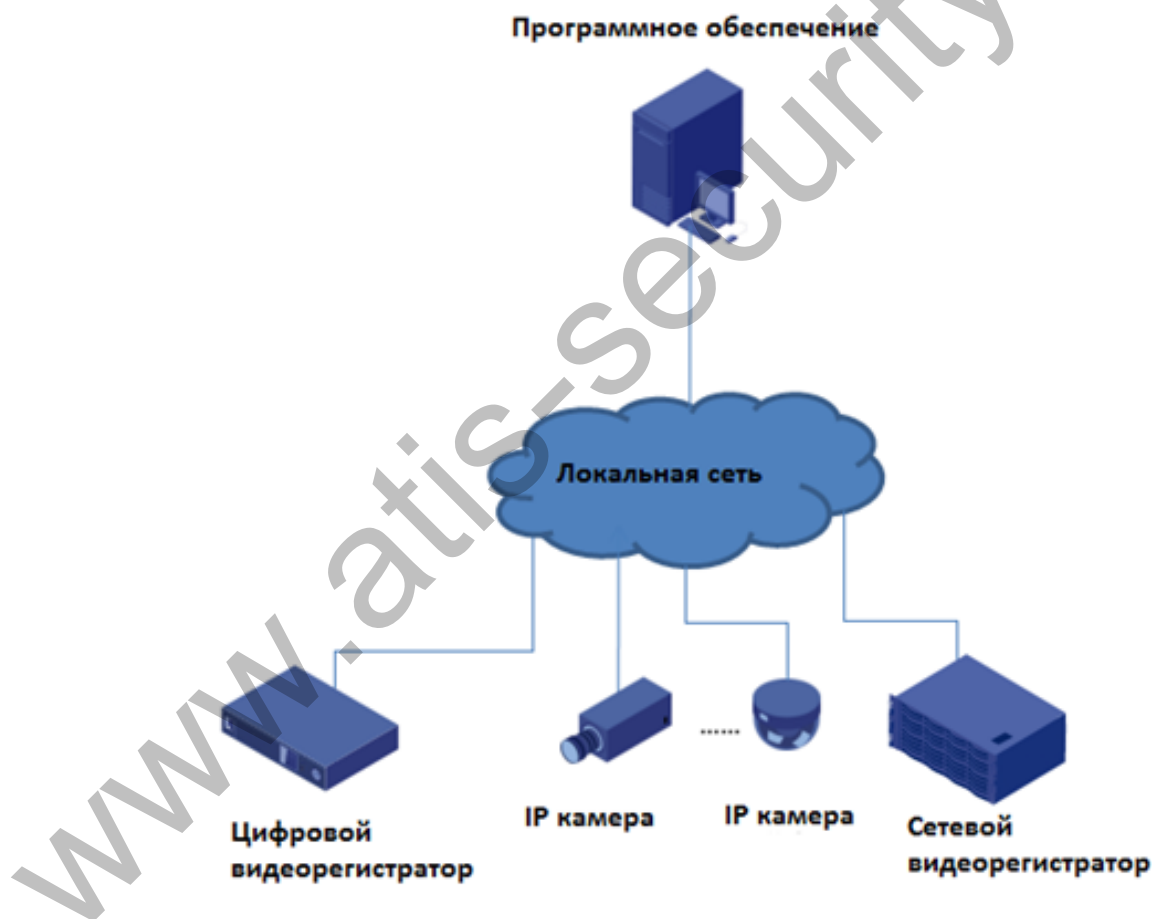 Программное обеспечение
Локальная сеть
Цифровой
видеорегистратор
IP камера
......
IP камера
Сетевой
видеорегистратор
www.atis-security